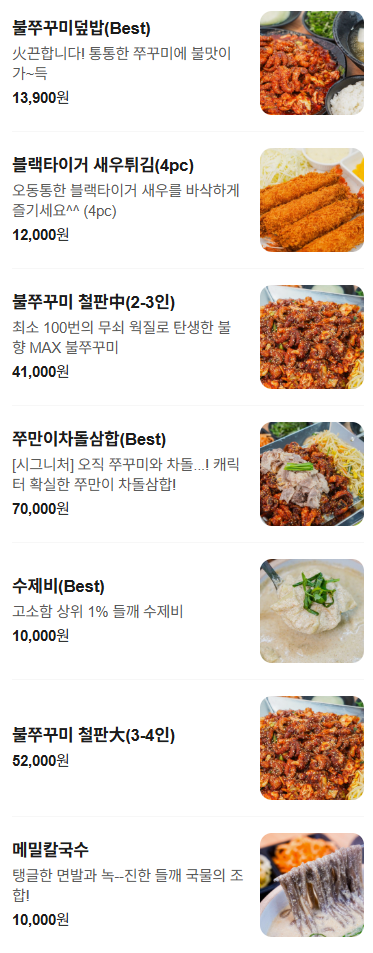 불쭈꾸미덮밥(Best)
火끈합니다! 통통한 쭈꾸미에 불맛이
가~득
13,900원
블랙타이거 새우튀김(4pc)
오동통한 블랙타이거 새우를 바삭하게
즐기세요^^ (4pc)
12,000원
불쭈꾸미 철판中(2-3인)
최소 100번의 무쇠 웍질로 탄생한 불
향 MAX 불쭈꾸미
41,000원
쭈만이차돌삼합(Best)
[시그니처] 오직 쭈꾸미와 차돌...! 캐릭
터 확실한 쭈만이 차돌삼합!
70,000원
수제비(Best)
고소함 상위 1% 들깨 수제비
10,000원
불쭈꾸미 철판大(3-4인)
52,000원
메밀칼국수
탱글한 면발과 녹--진한 들깨 국물의 조
합!
10,000원